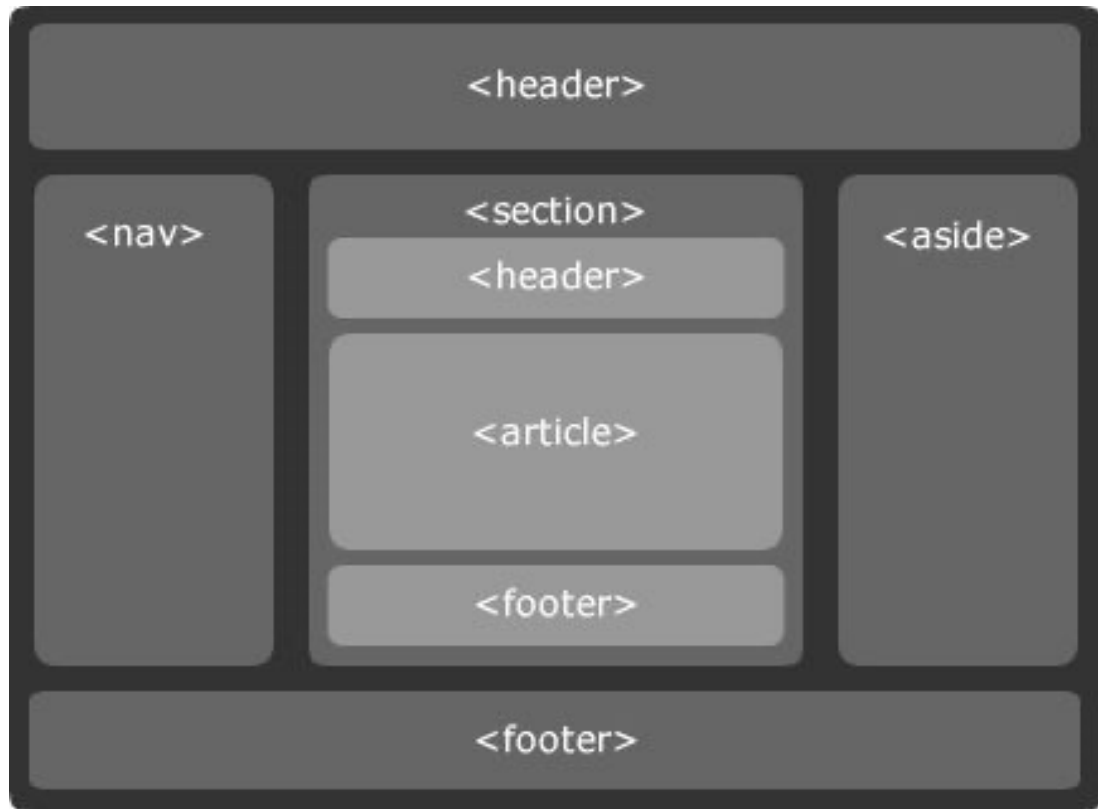 <header>
<nav>
<section>
<aside>
<header>
<article>
<footer>
<footer>